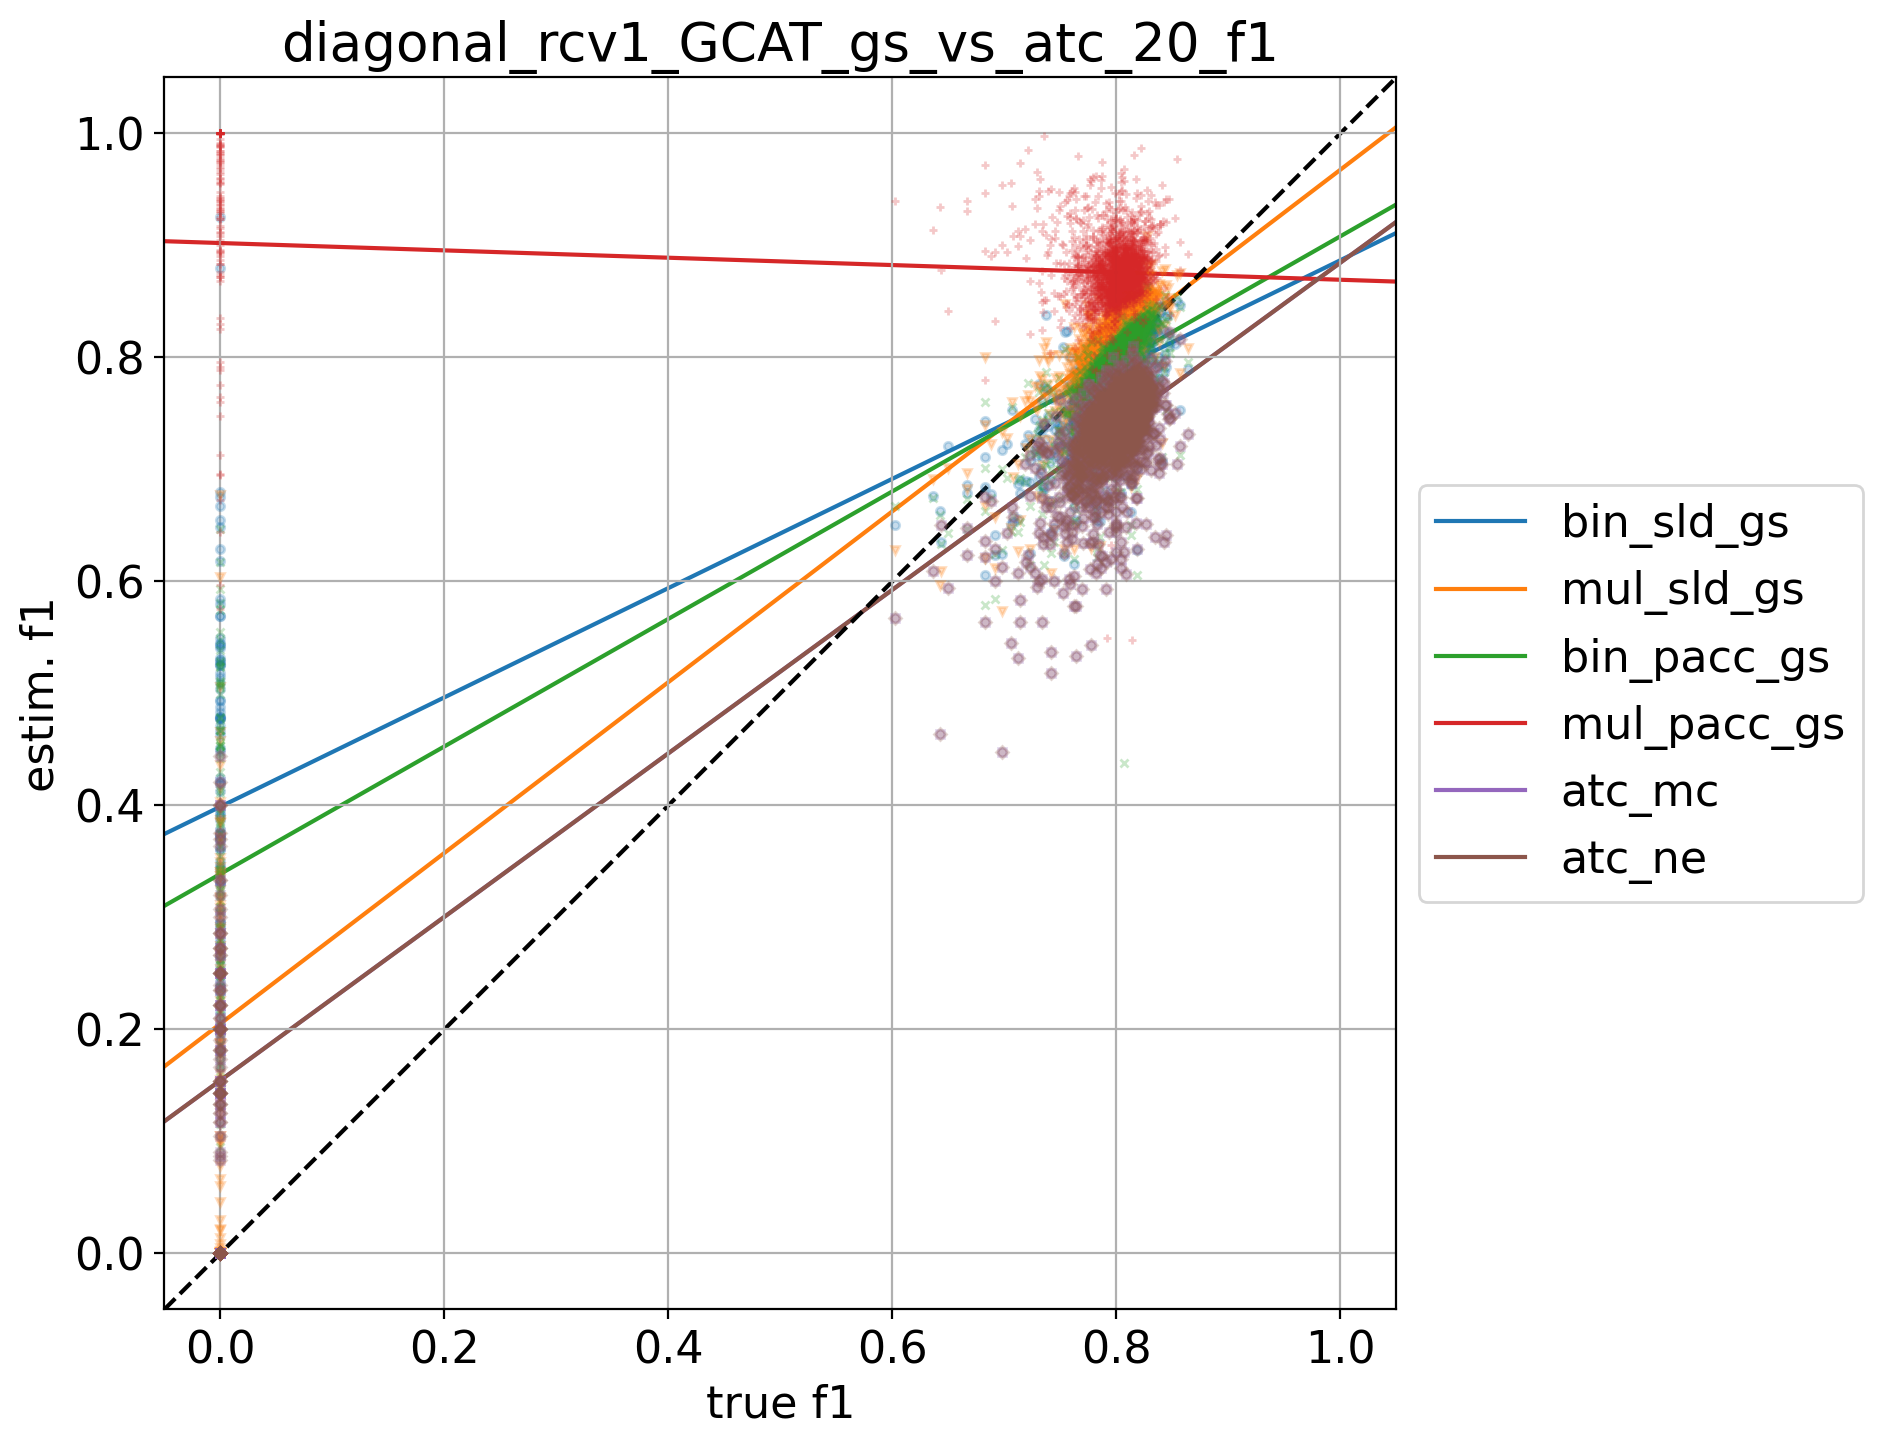 diagonal_rcv1_GCAT_gs_vs_atc_20_f1
1.0
0.8
0.6
0.4
0.2
0.0
estim. f1
0.0 0.2 0.4 0.6 0.8 1.0
true f1
bin_sld_gs
mul_sld_gs
bin_pacc_gs
mul_pacc_gs
atc_mc
atc_ne